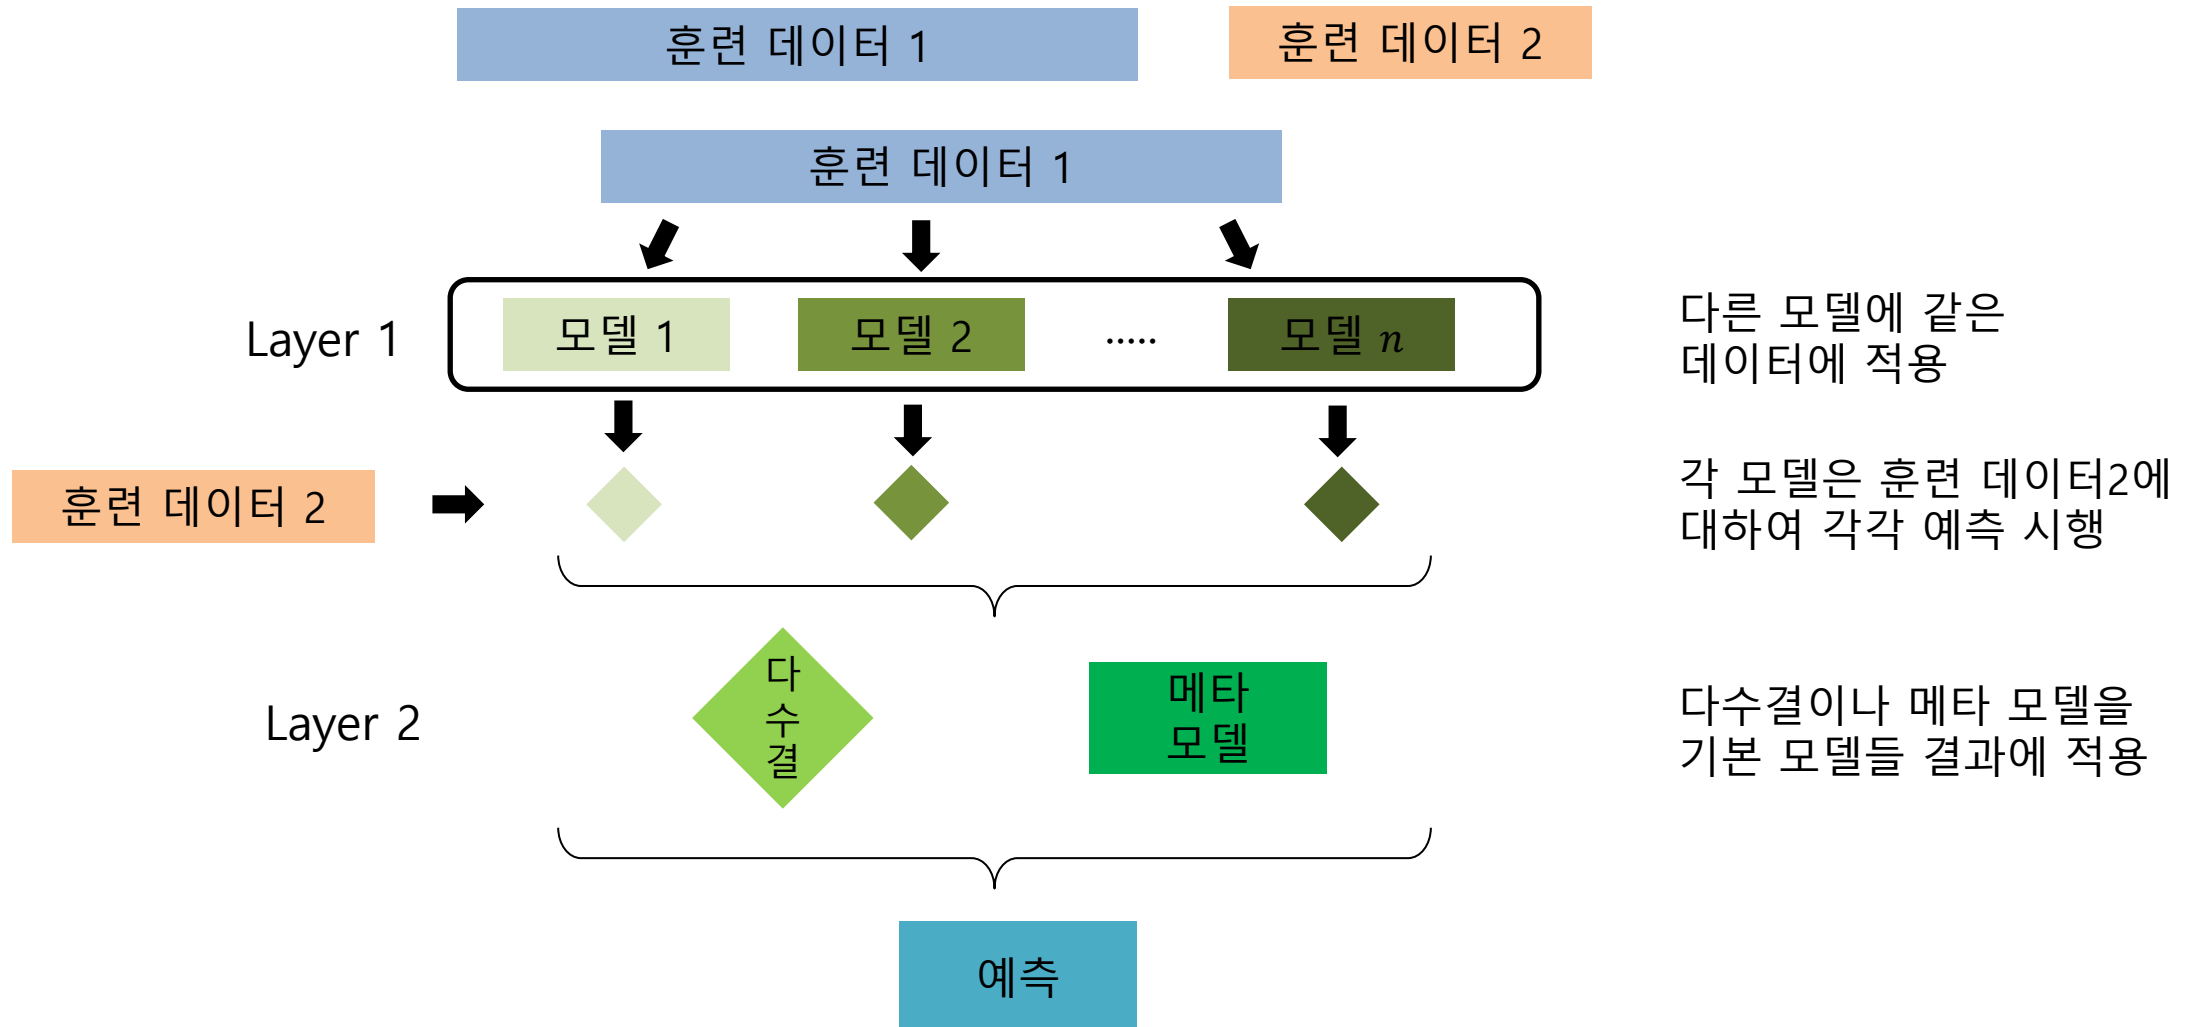 훈련 데이터 1
훈련 데이터 2
훈련 데이터 1
Layer 1
모델 1
모델 2
.....
모델 n
다른 모델에 같은
데이터에 적용
훈련 데이터 2
각 모델은 훈련 데이터2에
대하여 각각 예측 시행
Layer 2
다
수
결
메타
모델
다수결이나 메타 모델을
기본 모델들 결과에 적용
예측